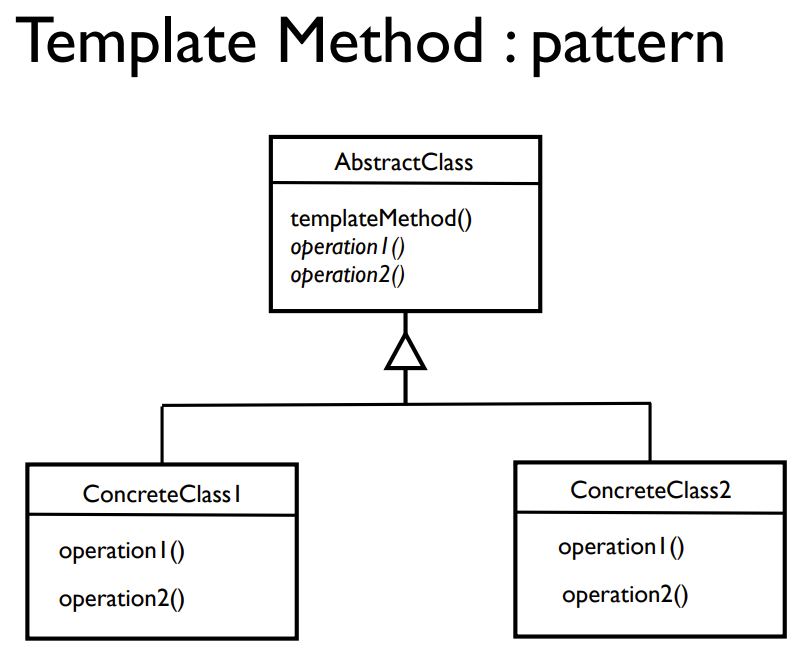 Template Method : pattern
AbstractClass
templateMethod()
operation1()
operation2()
ConcreteClass1
operation1()
operation2()
ConcreteClass2
operation1()
operation2()